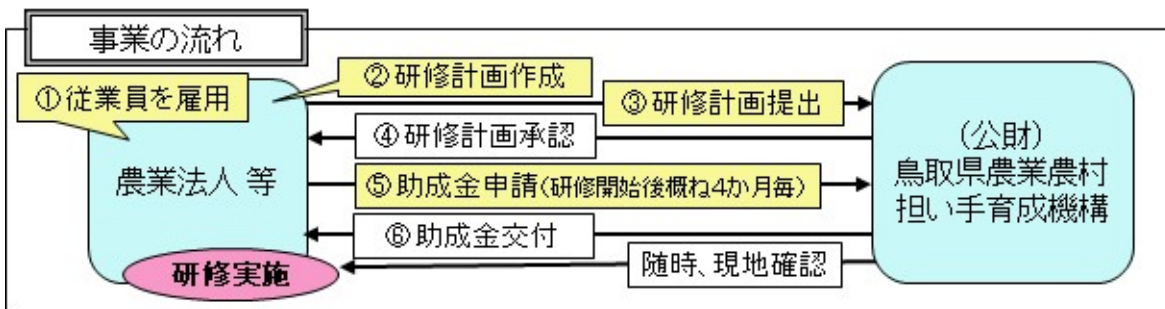 事業の流れ
①従業員を雇用
②研修計画作成
③研修計画提出
④研修計画承認
農業法人 等
(公財)
鳥取県農業農村
担い手育成機構
⑤助成金申請(研修開始後概ね4か月毎)
⑥助成金交付
研修実施
随時、現地確認